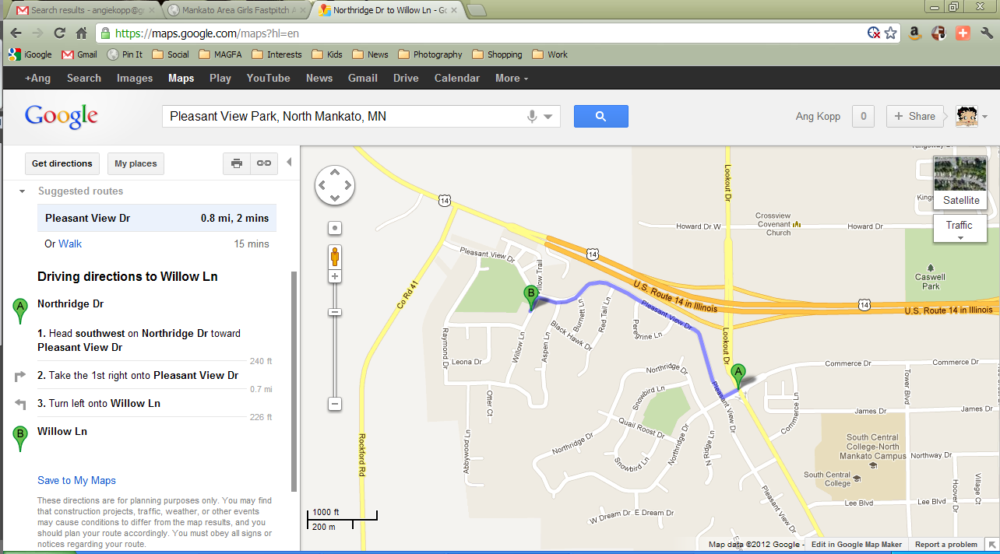 Search results - angiekopp@g
Mankato Area Girls Fastpitch A
Northridge Dr to Willow Ln - Go
https://maps.google.com/maps?hl=en
iGoogle Gmail Pin It Social MAGFA Interests Kids News Photography Shopping Work
+Ang Search Images Maps Play YouTube News Gmail Drive Calendar More
Google
Pleasant View Park, North Mankato, MN
Ang Kopp 0 + Share
Get directions My places
Suggested routes
Pleasant View Dr 0.8 mi, 2 mins
Or Walk 15 mins
Driving directions to Willow Ln
A Northridge Dr
1. Head southwest on Northridge Dr toward
Pleasant View Dr
240 ft
2. Take the 1st right onto Pleasant View Dr
0.7 mi
3. Turn left onto Willow Ln
226 ft
B Willow Ln
Save to My Maps
These directions are for planning purposes only. You may find
that construction projects, traffic, weather, or other events
may cause conditions to differ from the map results, and you
should plan your route accordingly. You must obey all signs or
notices regarding your route.
Satellite
Traffic
14
Lookout Dr
Howard Dr W
Crossview
Covenant
Church
Howard Dr
Caswell
Park
Pleasant View Dr
14
Willow Trail
Co Rd 41
B
U.S. Route 14 in Illinois
14
U.S. Route 14 in Illinois
Pleasant View Dr
Burnett Ln
Red Tail Ln
Peregrine Ln
Black Hawk Dr
Aspen Ln
Willow Ln
Raymond Dr
Leona Dr
Lookout Dr
A
Northridge Dr
Commerce Dr
Commerce Dr
Snowbird Ln
Pleasant View Dr
Otter Ct
Commerce Ln
Tower Blvd
James Dr
James Dr
Quail Roost Dr
Rockford Rd
Abbywood Ln
Northridge Dr
Northridge Dr
Snowbird Ln
N Ridge Ln
South Central
College-North
Mankato Campus
Northway Dr
South Central
College
Hoover Dr
Village Ct
Lee Blvd
Lee Blvd
Pleasant View Dr
W Dream Dr
E Dream Dr
1000 ft
200 m
Map data ©2012 Google - Edit in Google Map Maker Report a problem